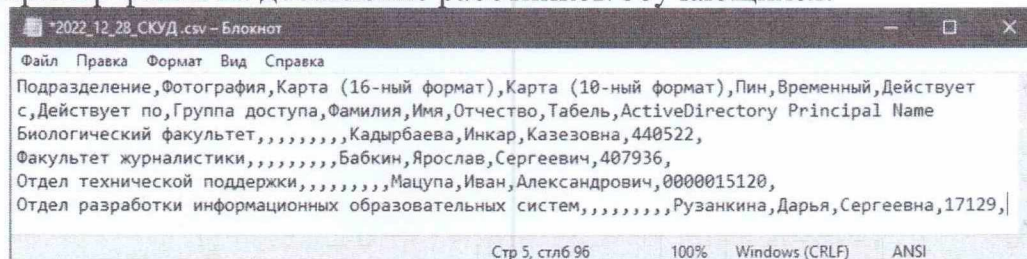 *2022_12_28_СКУД.csv – Блокнот
Файл Правка Формат Вид Справка
Подразделение,Фотография,Карта (16-ный формат),Карта (10-ный формат),Пин,Временный,Действует
с,Действует по,Группа доступа,Фамилия,Имя,Отчество,Табель,ActiveDirectory Principal Name
Биологический факультет,,,,,,,,,Кадырбаева,Инкар,Казезовна,440522,
Факультет журналистики,,,,,,,,,Бабкин,Ярослав,Сергеевич,407936,
Отдел технической поддержки,,,,,,,,,Мацупа,Иван,Александрович,0000015120,
Отдел разработки информационных образовательных систем,,,,,,,,,Рузанкина,Дарья,Сергеевна,17129,
Стр 5, стлб 96 100% Windows (CRLF) ANSI